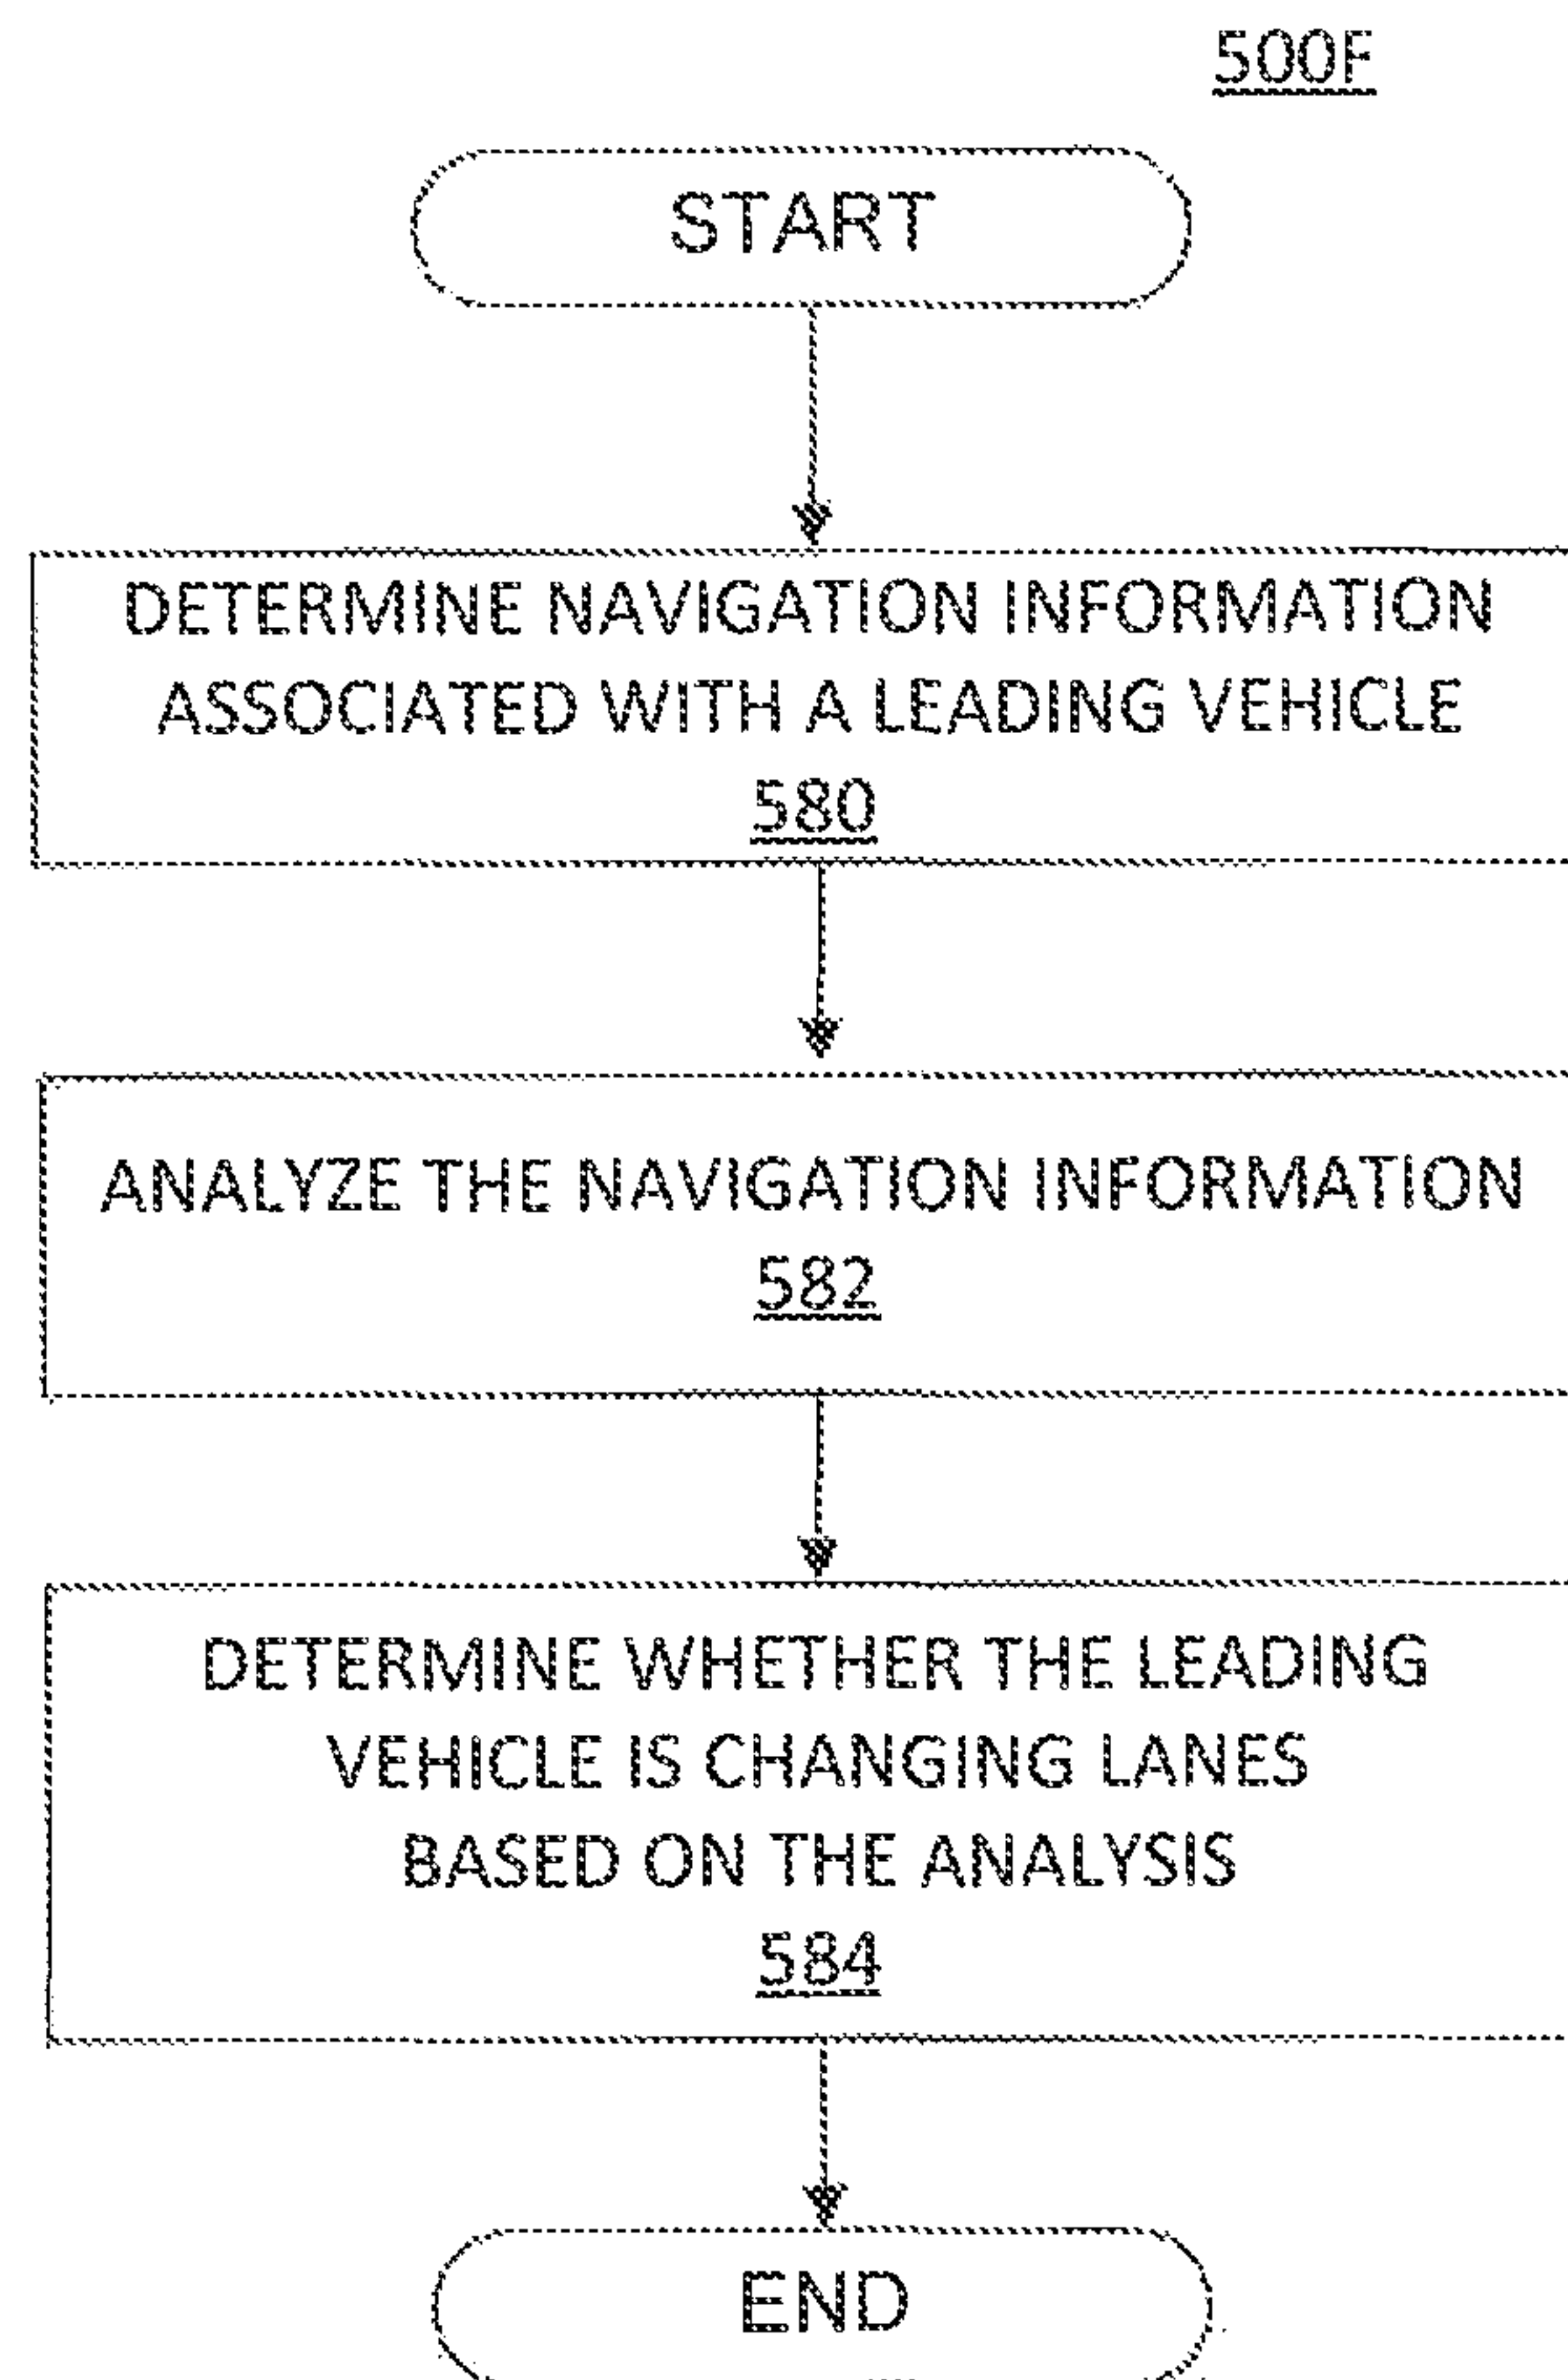 500F
START
DETERMINE NAVIGATION INFORMATION
ASSOCIATED WITH A LEADING VEHICLE
580
ANALYZE THE NAVIGATION INFORMATION
582
DETERMINE WHETHER THE LEADING
VEHICLE IS CHANGING LANES
BASED ON THE ANALYSIS
584
END